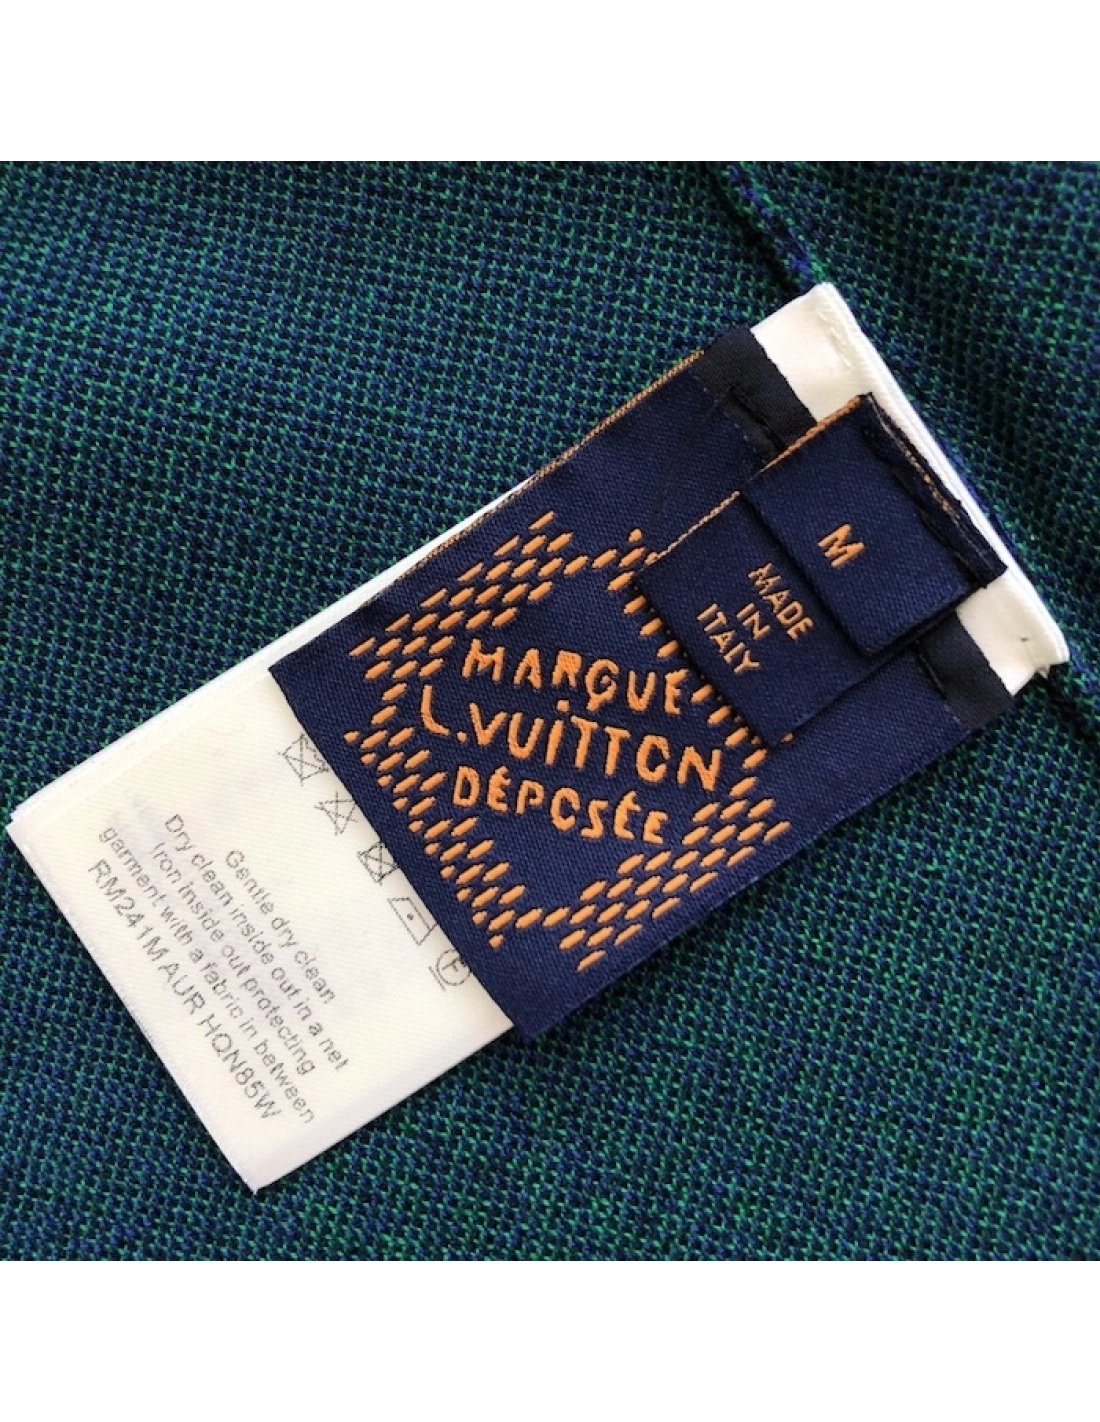 MARQUE
L.VUITTON
DÉPOSÉE
MADE
IN
ITALY
M
Gentle dry clean
Dry clean inside out in a net
Iron inside out protecting
garment with a fabric in between
RM241M AUR HQN85W
F